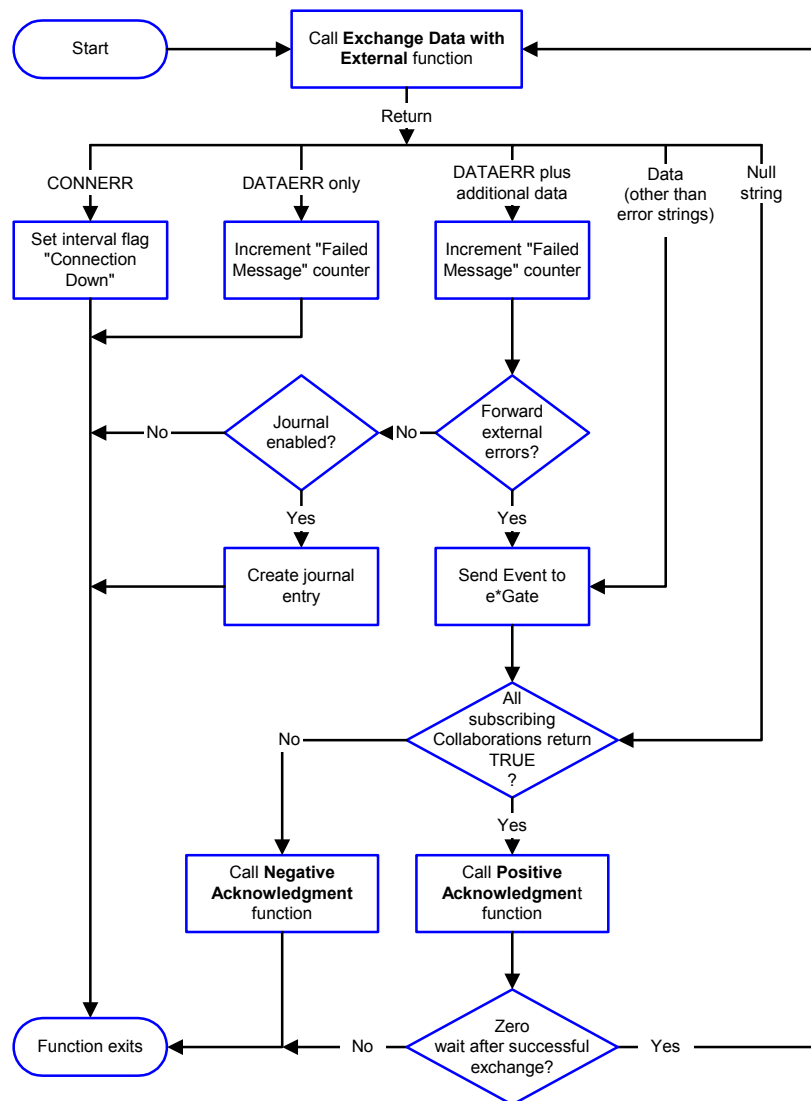 Start
Call Exchange Data with
External function
Return
CONNERR
DATAERR only
DATAERR plus
additional data
Data
(other than
error strings)
Null
string
Set interval flag
"Connection
Down"
Increment "Failed
Message" counter
Increment "Failed
Message" counter
No
Journal
enabled?
No
Forward
external
errors?
Yes
Yes
Create journal
entry
Send Event to
e*Gate
All
subscribing
Collaborations return
TRUE
?
No
Yes
Call Negative
Acknowledgment
function
Call Positive
Acknowledgment
function
Function exits
No
Zero
wait after successful
exchange?
Yes